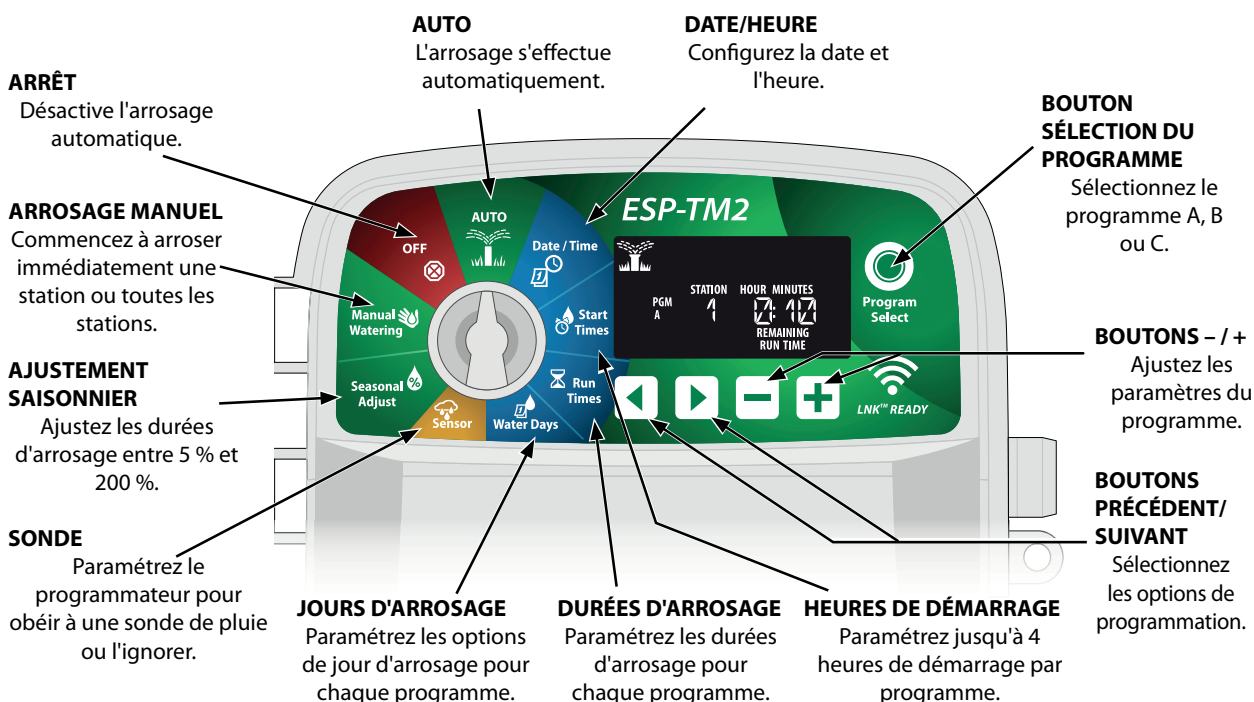 AUTO
L'arrosage s'effectue
automatiquement.
DATE/HEURE
Configurez la date et
l'heure.
ARRÊT
Désactive l'arrosage
automatique.
BOUTON
SÉLECTION DU
PROGRAMME
Sélectionnez le
programme A, B
ou C.
ARROSAGE MANUEL
Commencez à arroser
immédiatement une
station ou toutes les
stations.
AJUSTEMENT
SAISONNIER
Ajustez les durées
d'arrosage entre 5 % et
200 %.
SONDE
Paramétrez le
programmateur pour
obéir à une sonde de pluie
ou l'ignorer.
OFF
AUTO
Date / Time
Start
Times
Run
Times
Water Days
Sensor
Seasonal
Adjust
Manual
Watering
ESP-TM2
STATION HOUR MINUTES
PGM
A
1 0:10
REMAINING
RUN TIME
Program
Select
LNK™ READY
BOUTONS – / +
Ajustez les
paramètres du
programme.
BOUTONS
PRÉCÉDENT/
SUIVANT
Sélectionnez
les options de
programmation.
JOURS D'ARROSAGE
Paramétrez les options
de jour d'arrosage pour
chaque programme.
DURÉES D'ARROSAGE
Paramétrez les durées
d'arrosage pour
chaque programme.
HEURES DE DÉMARRAGE
Paramétrez jusqu'à 4
heures de démarrage par
programme.